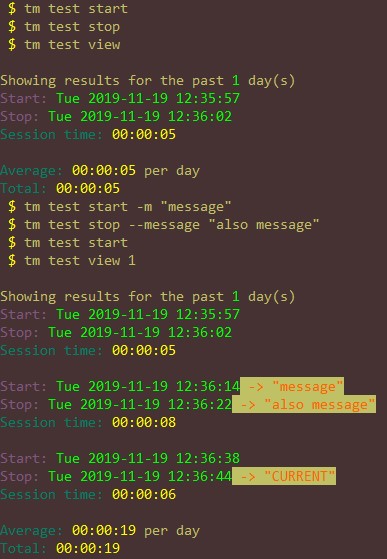 $ tm test start
$ tm test stop
$ tm test view
Showing results for the past 1 day(s)
Start: Tue 2019-11-19 12:35:57
Stop: Tue 2019-11-19 12:36:02
Session time: 00:00:05
Average: 00:00:05 per day
Total: 00:00:05
$ tm test start -m "message"
$ tm test stop --message "also message"
$ tm test start
$ tm test view 1
Showing results for the past 1 day(s)
Start: Tue 2019-11-19 12:35:57
Stop: Tue 2019-11-19 12:36:02
Session time: 00:00:05
Start: Tue 2019-11-19 12:36:14 -> "message"
Stop: Tue 2019-11-19 12:36:22 -> "also message"
Session time: 00:00:08
Start: Tue 2019-11-19 12:36:38
Stop: Tue 2019-11-19 12:36:44 -> "CURRENT"
Session time: 00:00:06
Average: 00:00:19 per day
Total: 00:00:19